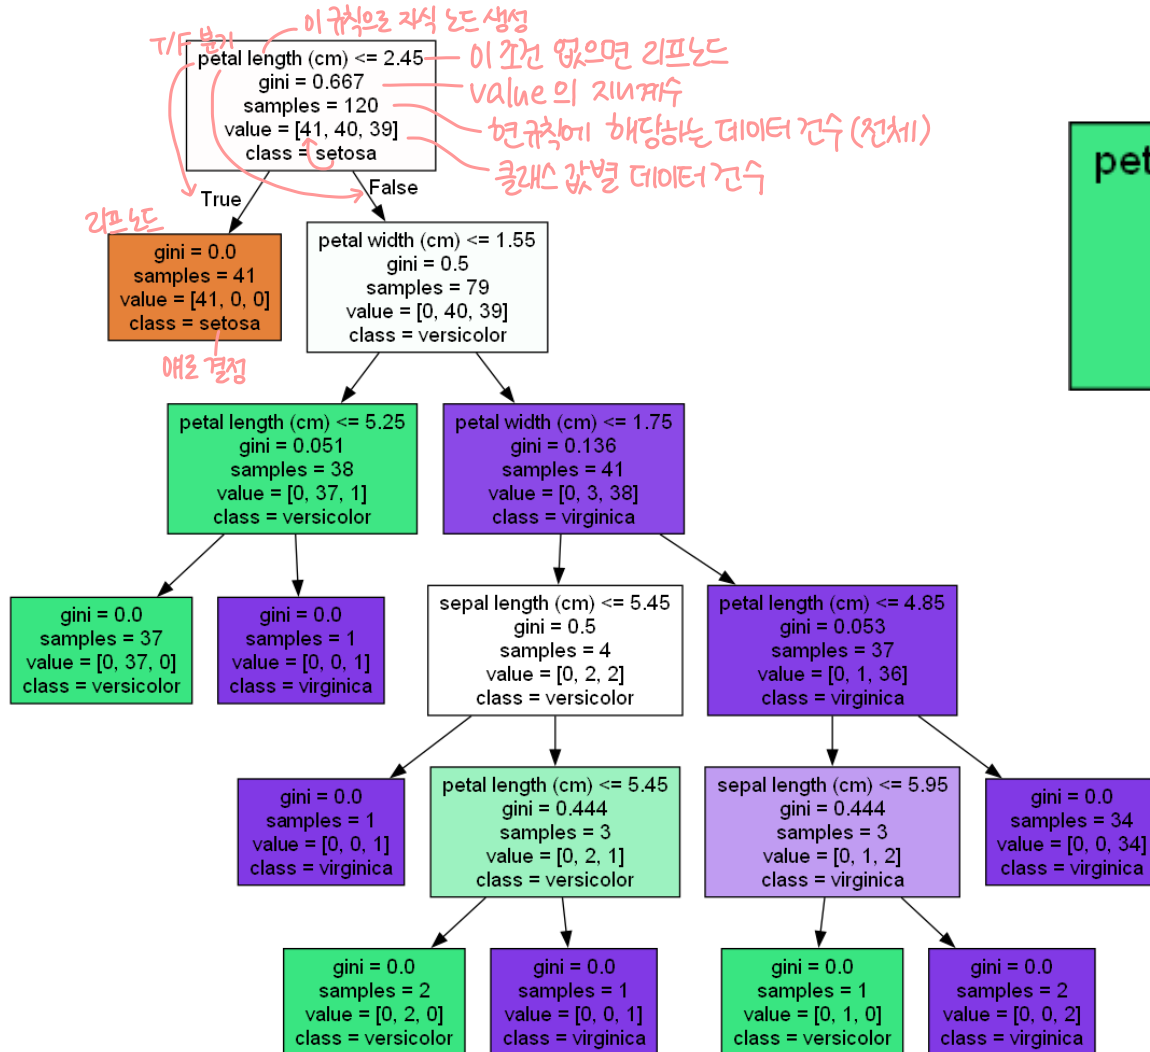 이 규칙으로 자식 노드 생성
T/F 분기
petal length (cm) <= 2.45
이 조건 없으면 리프노드
gini = 0.667
value의 지니계수
samples = 120
현규칙에 해당하는 데이터 건수 (전체)
value = [41, 40, 39]
클래스 값별 데이터 건수
class = setosa
True
False
리프노드
gini = 0.0
samples = 41
value = [41, 0, 0]
class = setosa
얘로 결정
petal width (cm) <= 1.55
gini = 0.5
samples = 79
value = [0, 40, 39]
class = versicolor
pet
petal length (cm) <= 5.25
gini = 0.051
samples = 38
value = [0, 37, 1]
class = versicolor
petal width (cm) <= 1.75
gini = 0.136
samples = 41
value = [0, 3, 38]
class = virginica
gini = 0.0
samples = 37
value = [0, 37, 0]
class = versicolor
gini = 0.0
samples = 1
value = [0, 0, 1]
class = virginica
sepal length (cm) <= 5.45
gini = 0.5
samples = 4
value = [0, 2, 2]
class = versicolor
petal length (cm) <= 4.85
gini = 0.053
samples = 37
value = [0, 1, 36]
class = virginica
gini = 0.0
samples = 1
value = [0, 0, 1]
class = virginica
petal length (cm) <= 5.45
gini = 0.444
samples = 3
value = [0, 2, 1]
class = versicolor
sepal length (cm) <= 5.95
gini = 0.444
samples = 3
value = [0, 1, 2]
class = virginica
gini = 0.0
samples = 34
value = [0, 0, 34]
class = virginica
gini = 0.0
samples = 2
value = [0, 2, 0]
class = versicolor
gini = 0.0
samples = 1
value = [0, 0, 1]
class = virginica
gini = 0.0
samples = 1
value = [0, 1, 0]
class = versicolor
gini = 0.0
samples = 2
value = [0, 0, 2]
class = virginica